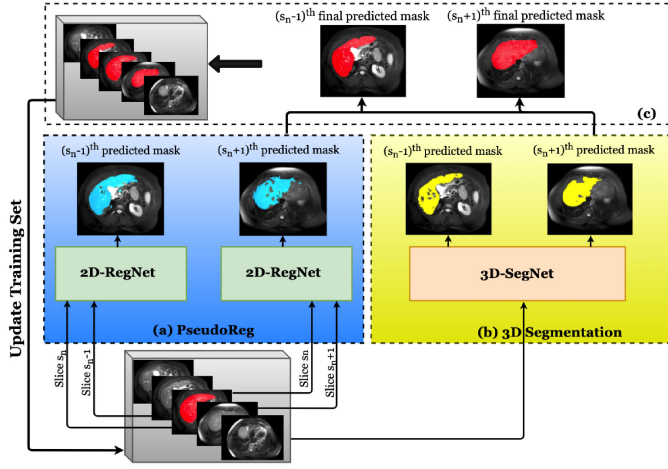 (sn-1)th final predicted mask
(sn+1)th final predicted mask
(c)
(sn-1)th predicted mask
(sn+1)th predicted mask
(sn-1)th predicted mask
(sn+1)th predicted mask
2D-RegNet
2D-RegNet
3D-SegNet
(a) PseudoReg
(b) 3D Segmentation
Update Training Set
Slice sn
Slice sn-1
Slice sn
Slice sn+1